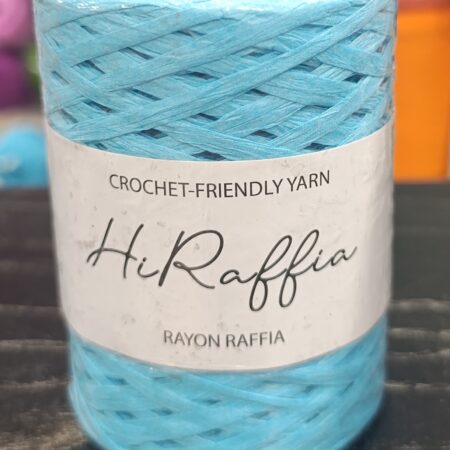 CROCHET-FRIENDLY YARN
HiRaffia
RAYON RAFFIA